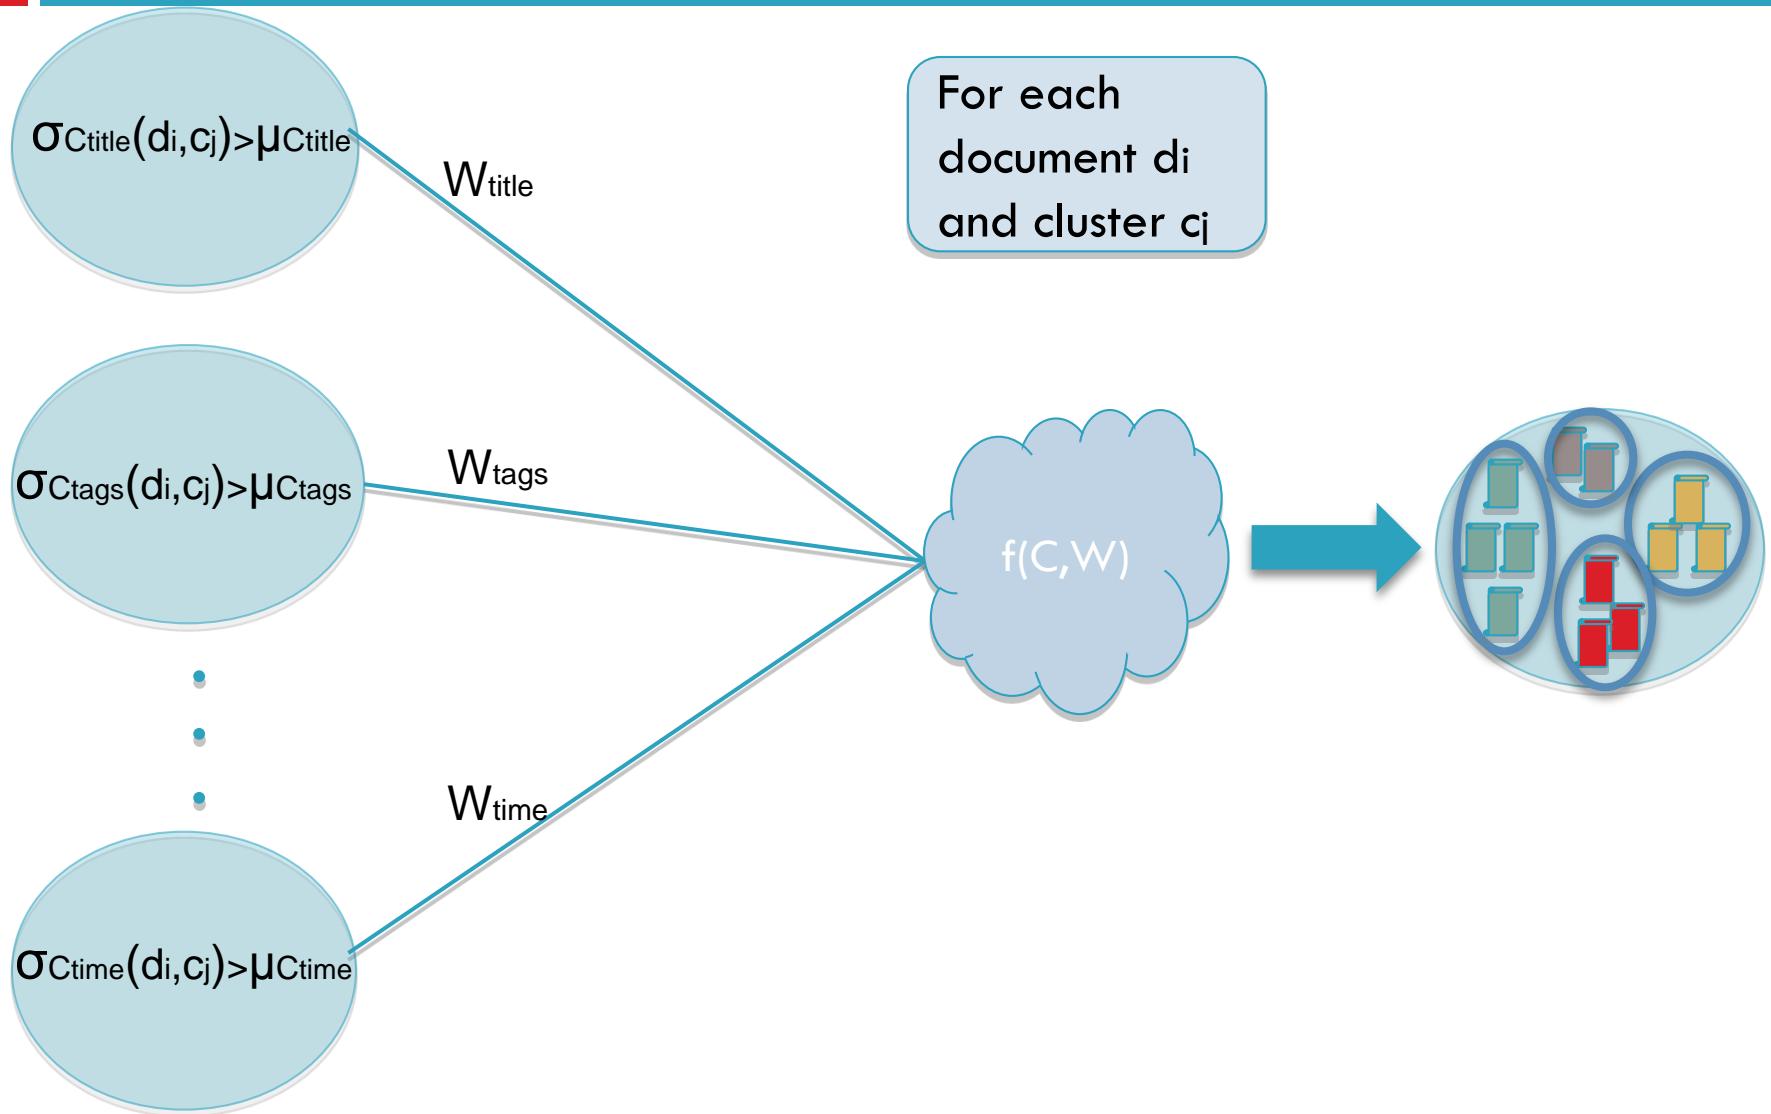 σCtitle(di,cj)>μCtitle
Wtitle
For each
document di
and cluster cj
σCtags(di,cj)>μCtags
Wtags
f(C,W)
Wtime
σCtime(di,cj)>μCtime